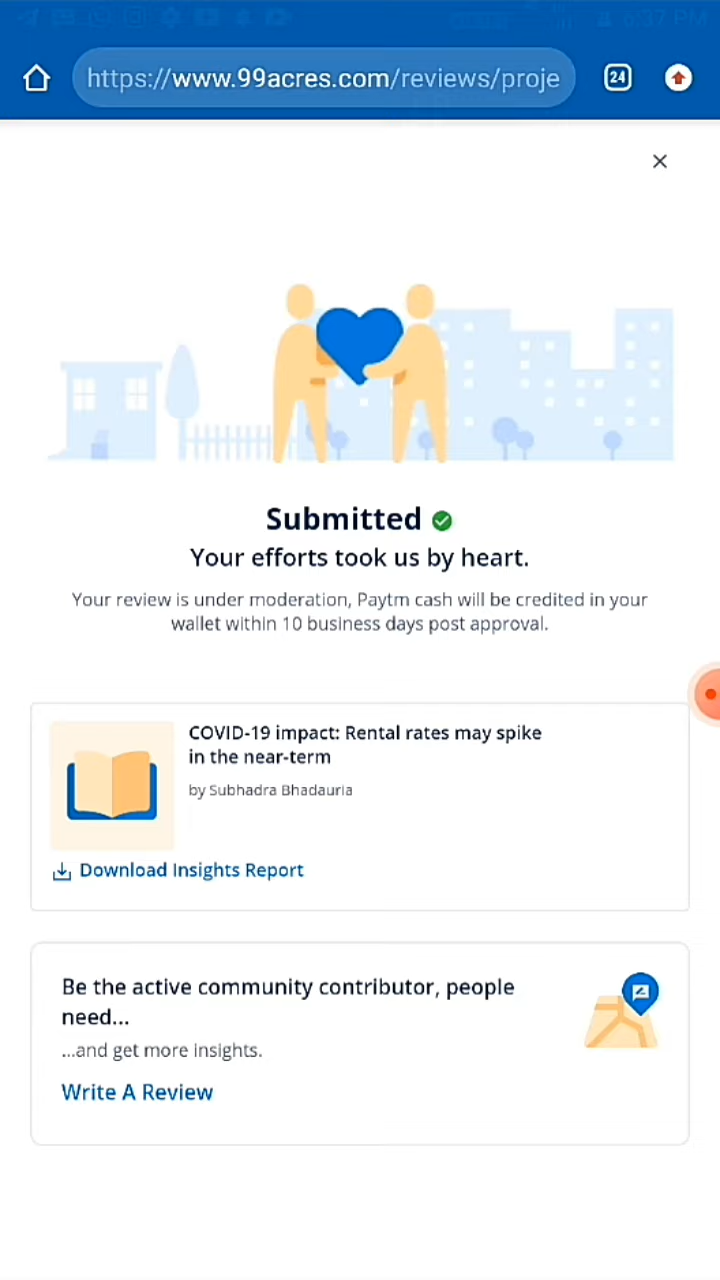 6:37 PM
https://www.99acres.com/reviews/proje
24
Submitted
Your efforts took us by heart.
Your review is under moderation, Paytm cash will be credited in your
wallet within 10 business days post approval.
COVID-19 impact: Rental rates may spike
in the near-term
by Subhadra Bhadauria
Download Insights Report
Be the active community contributor, people
need...
...and get more insights.
Write A Review